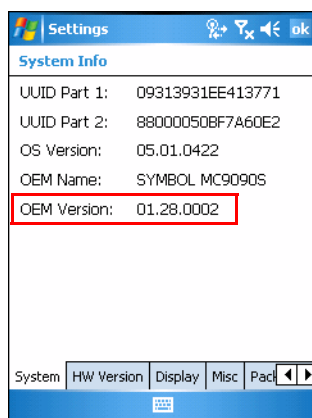 Settings ok
System Info
UUID Part 1: 09313931EE413771
UUID Part 2: 88000050BF7A60E2
OS Version: 05.01.0422
OEM Name: SYMBOL MC9090S
OEM Version: 01.28.0002
System HW Version Display Misc Pac